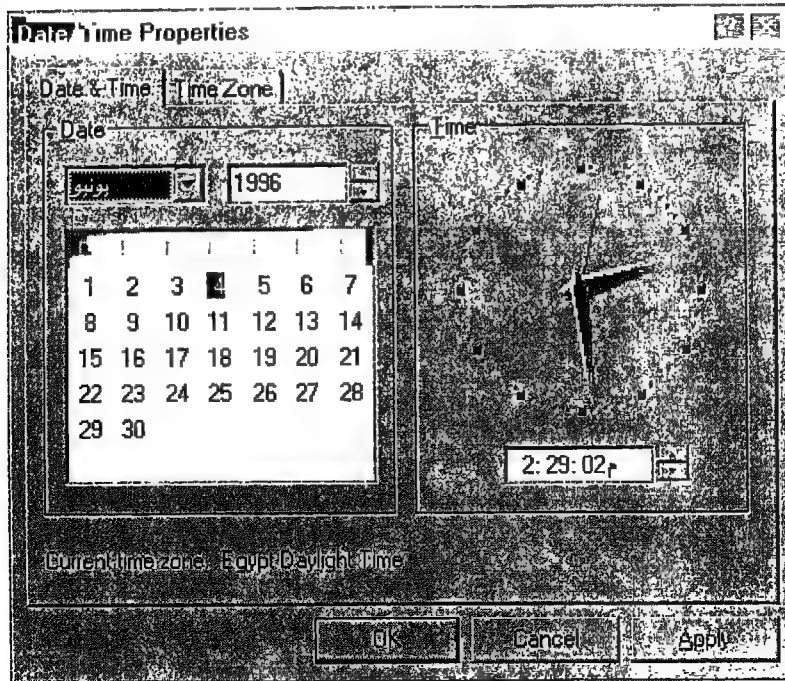 Date/Time Properties
Date & Time
Time Zone
Date
يونيو
1996
1 2 3 4 5 6 7
8 9 10 11 12 13 14
15 16 17 18 19 20 21
22 23 24 25 26 27 28
29 30
Time
2:29:02م
Current time zone: Egypt Daylight Time
OK
Cancel
Apply